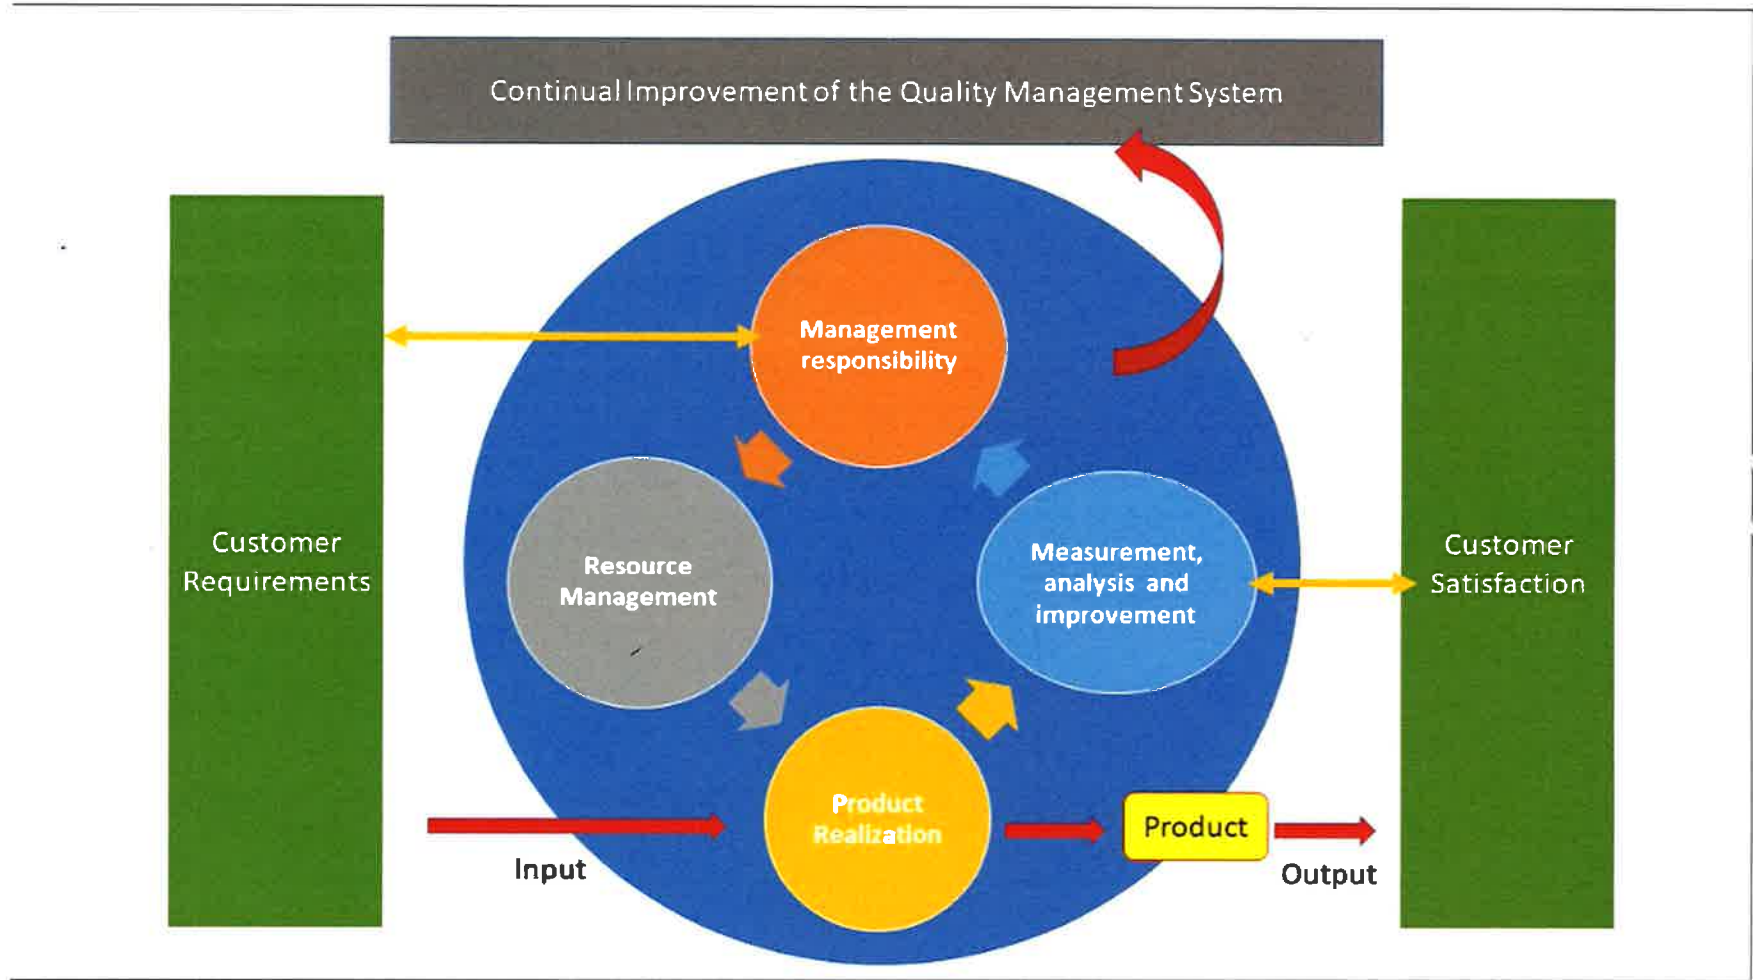 Continual Improvement of the Quality Management System
Management
responsibility
Customer
Requirements
Resource
Management
Measurement,
analysis and
improvement
Customer
Satisfaction
Product
Realization
Product
Input
Output